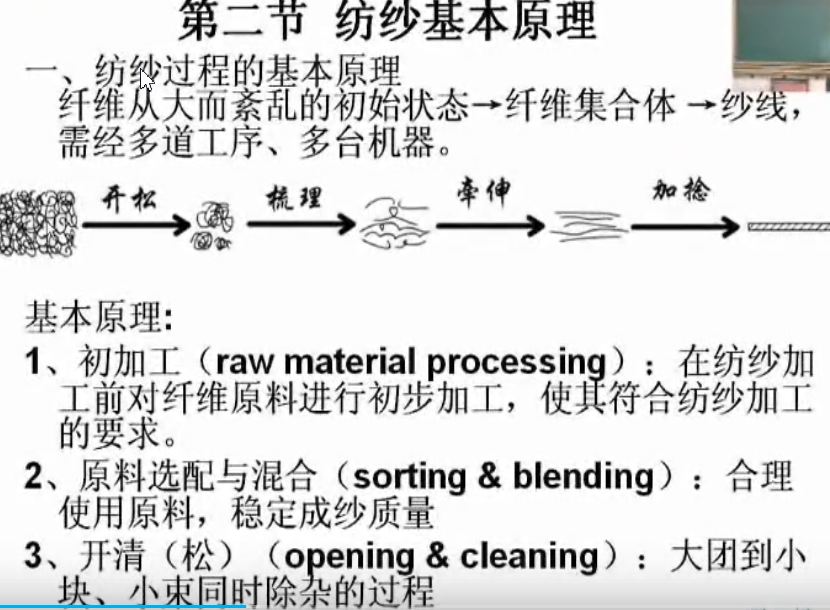 第二节 纺纱基本原理
一、纺纱过程的基本原理
纤维从大而紊乱的初始状态→纤维集合体 →纱线，
需经多道工序、多台机器。
开松 梳理 牵伸 加捻
基本原理:
1、初加工（raw material processing）：在纺纱加
工前对纤维原料进行初步加工，使其符合纺纱加工
的要求。
2、原料选配与混合（sorting & blending）：合理
使用原料，稳定成纱质量
3、开清（松）（opening & cleaning）：大团到小
块、小束同时除杂的过程